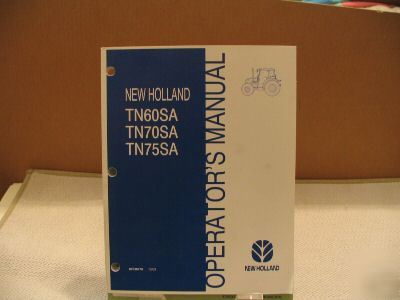 NEW HOLLAND
TN60SA
TN70SA
TN75SA
OPERATOR'S MANUAL
NEW HOLLAND